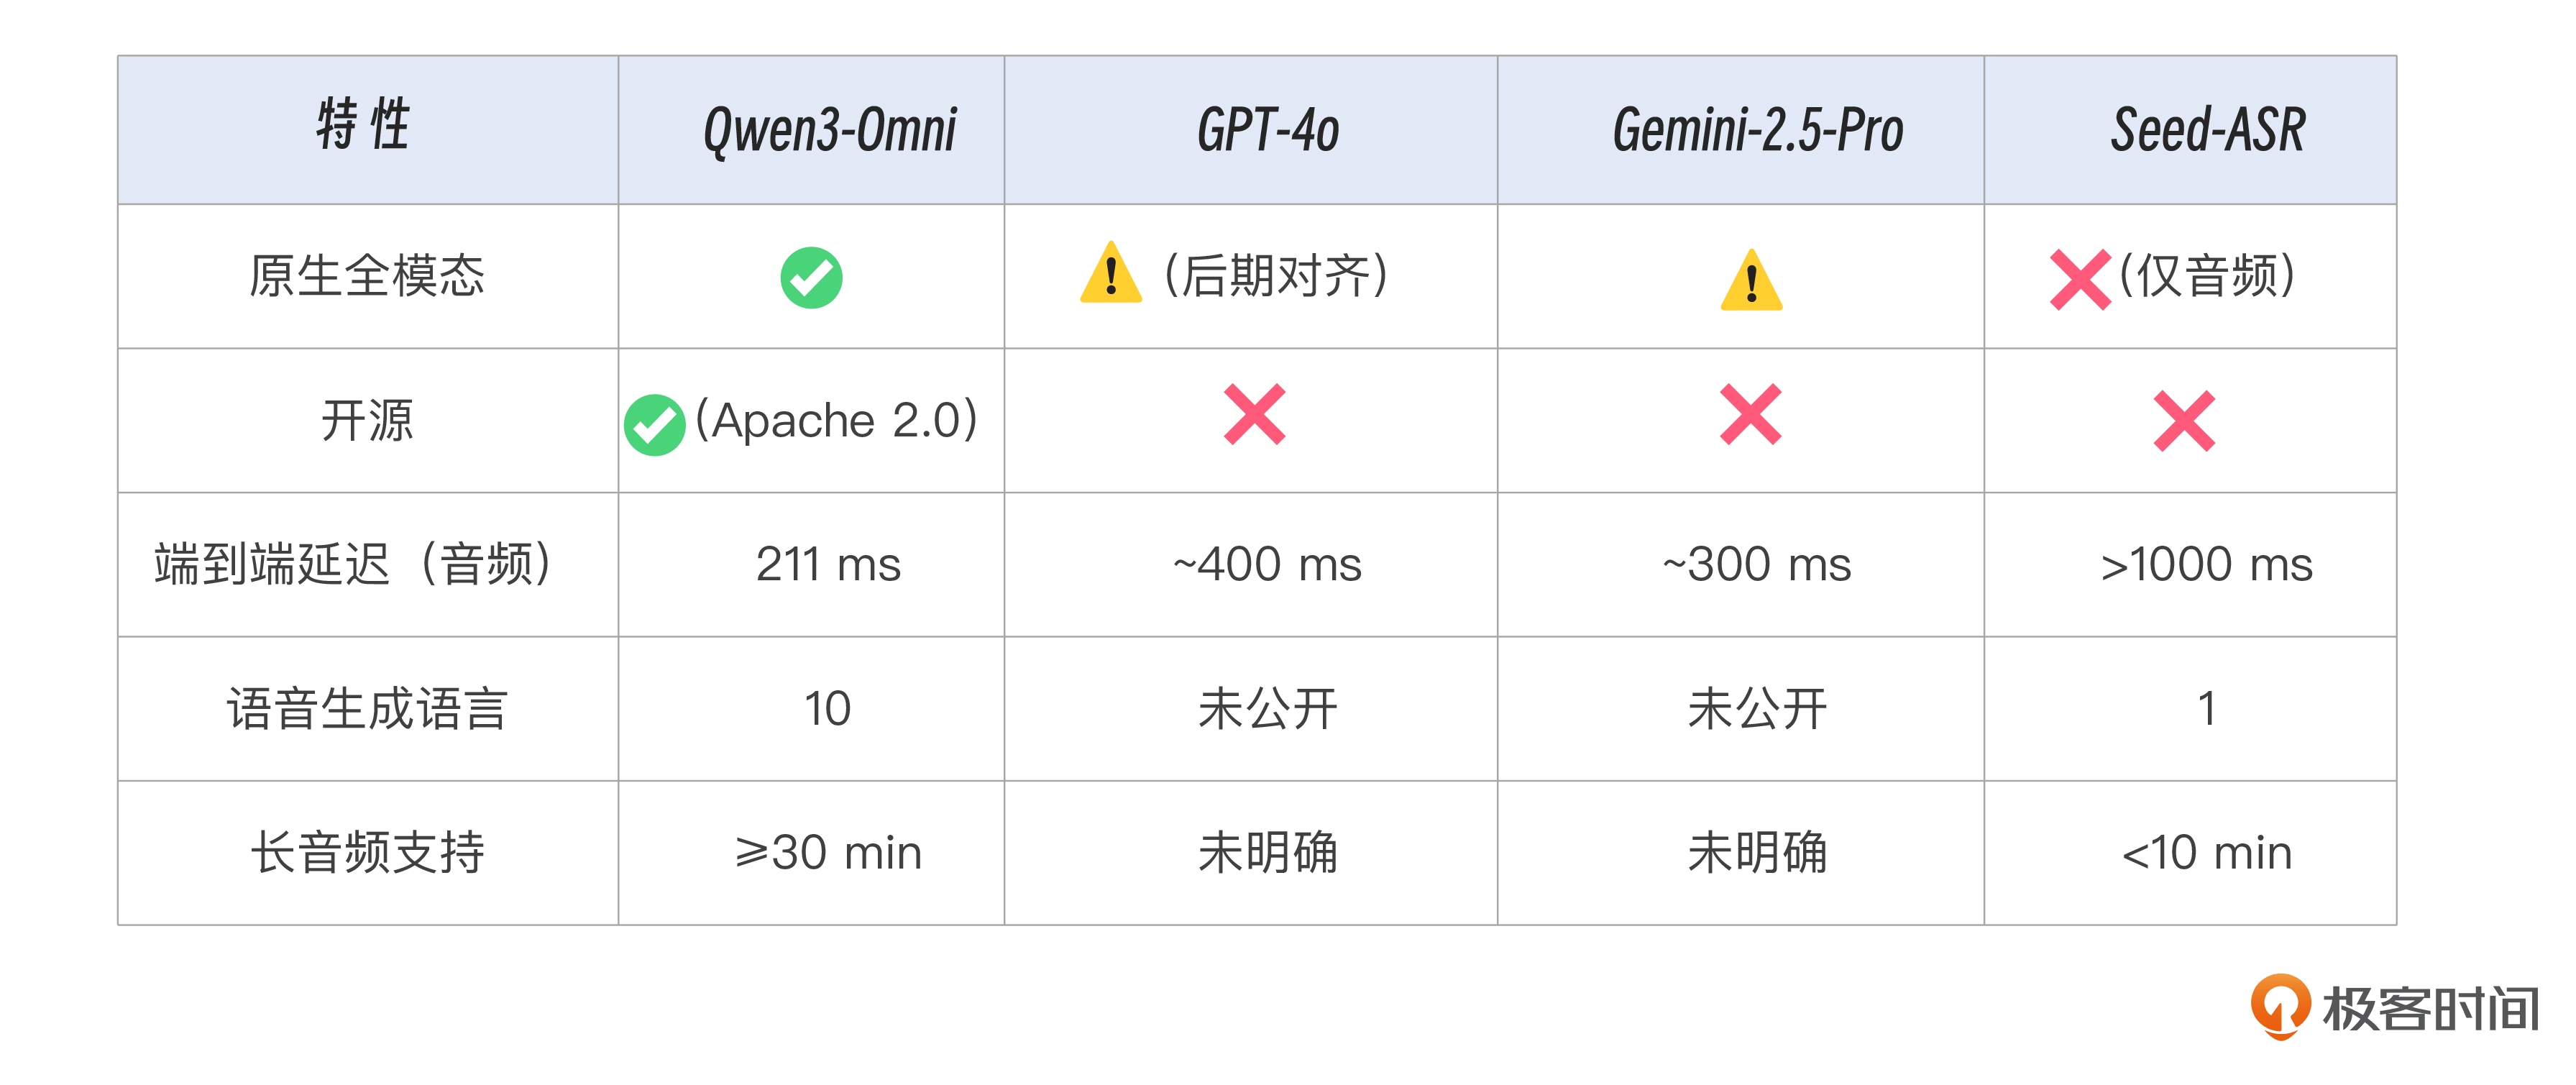 特 性 Qwen3-Omni GPT-4o Gemini-2.5-Pro Seed-ASR
原生全模态 ✅ ⚠️ (后期对齐) ⚠️ ❌(仅音频)
开源 ✅(Apache 2.0) ❌ ❌ ❌
端到端延迟（音频） 211 ms ~400 ms ~300 ms >1000 ms
语音生成语言 10 未公开 未公开 1
长音频支持 ⩾30 min 未明确 未明确 <10 min
极客时间